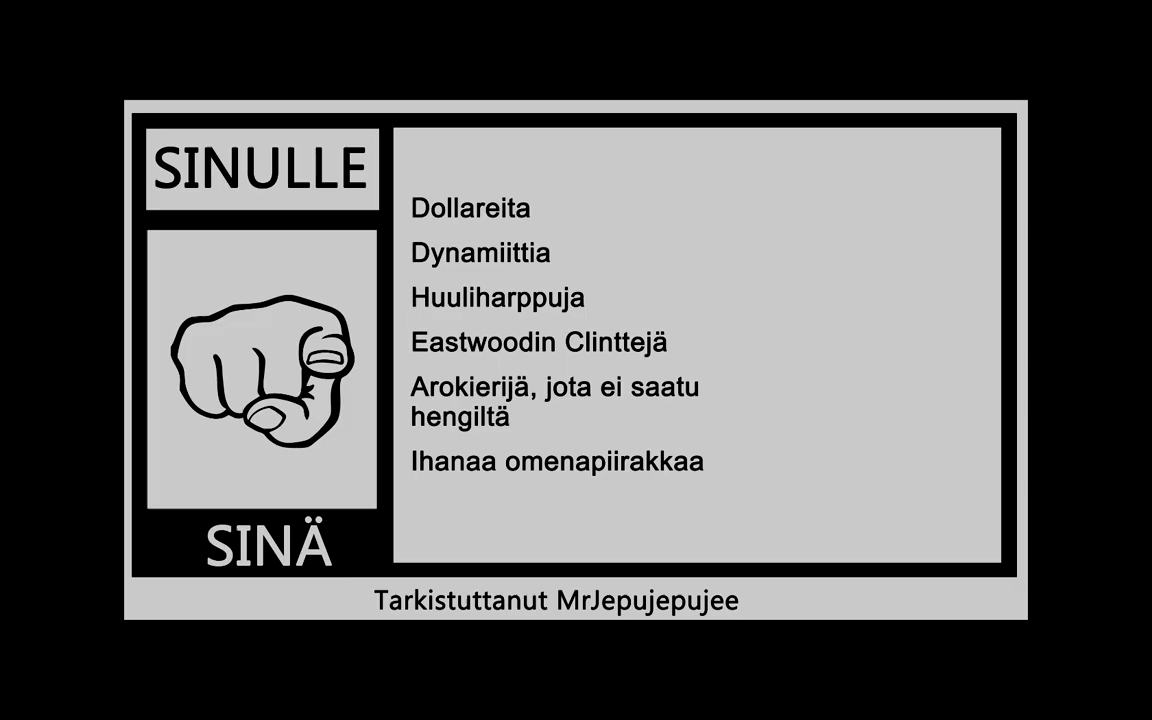 SINULLE
Dollareita
Dynamiittia
Huuliharppuja
Eastwoodin Clinttejä
Arokierijä, jota ei saatu
hengiltä
Ihanaa omenapiirakkaa
SINÄ
Tarkistuttanut MrJepujepujee